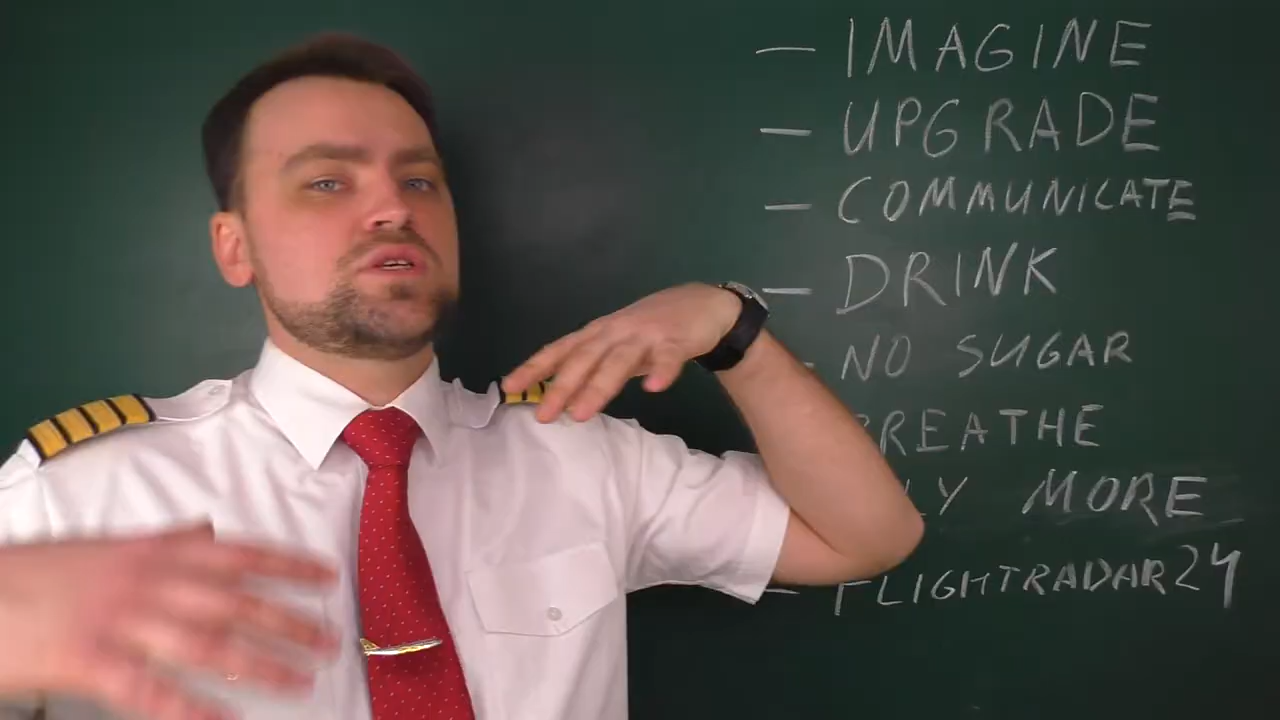 — IMAGINE
— UPGRADE
— COMMUNICATE
— DRINK
- NO SUGAR
BREATHE
MORE
— FLIGHTRADAR24